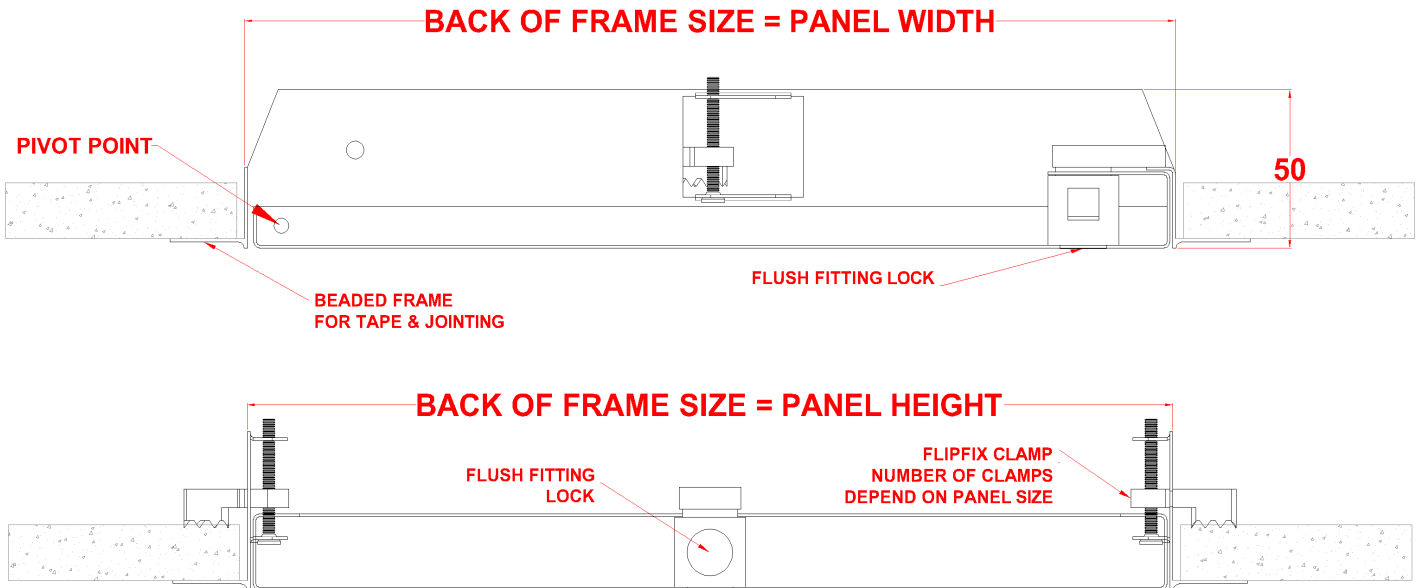 BACK OF FRAME SIZE = PANEL WIDTH
PIVOT POINT
50
FLUSH FITTING LOCK
BEADED FRAME
FOR TAPE & JOINTING
BACK OF FRAME SIZE = PANEL HEIGHT
FLUSH FITTING
LOCK
FLIPFIX CLAMP
NUMBER OF CLAMPS
DEPEND ON PANEL SIZE